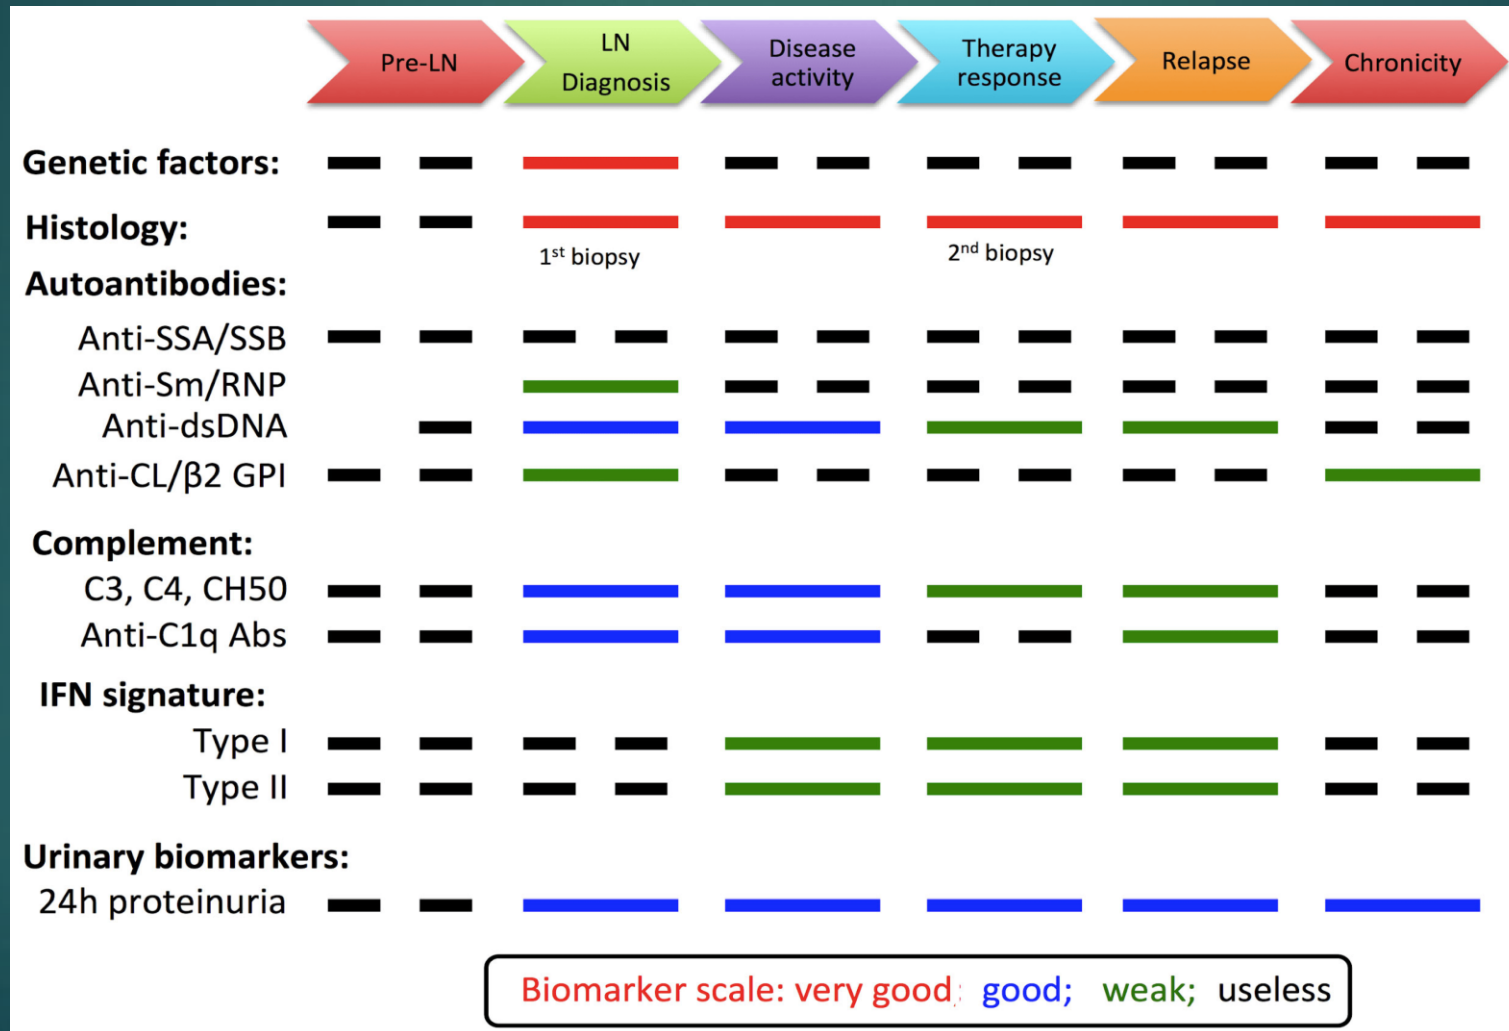 Pre-LN
LN
Diagnosis
Disease
activity
Therapy
response
Relapse
Chronicity
Genetic factors:
Histology:
1st biopsy
2nd biopsy
Autoantibodies:
Anti-SSA/SSB
Anti-Sm/RNP
Anti-dsDNA
Anti-CL/β2 GPI
Complement:
C3, C4, CH50
Anti-C1q Abs
IFN signature:
Type I
Type II
Urinary biomarkers:
24h proteinuria
Biomarker scale: very good; good; weak; useless